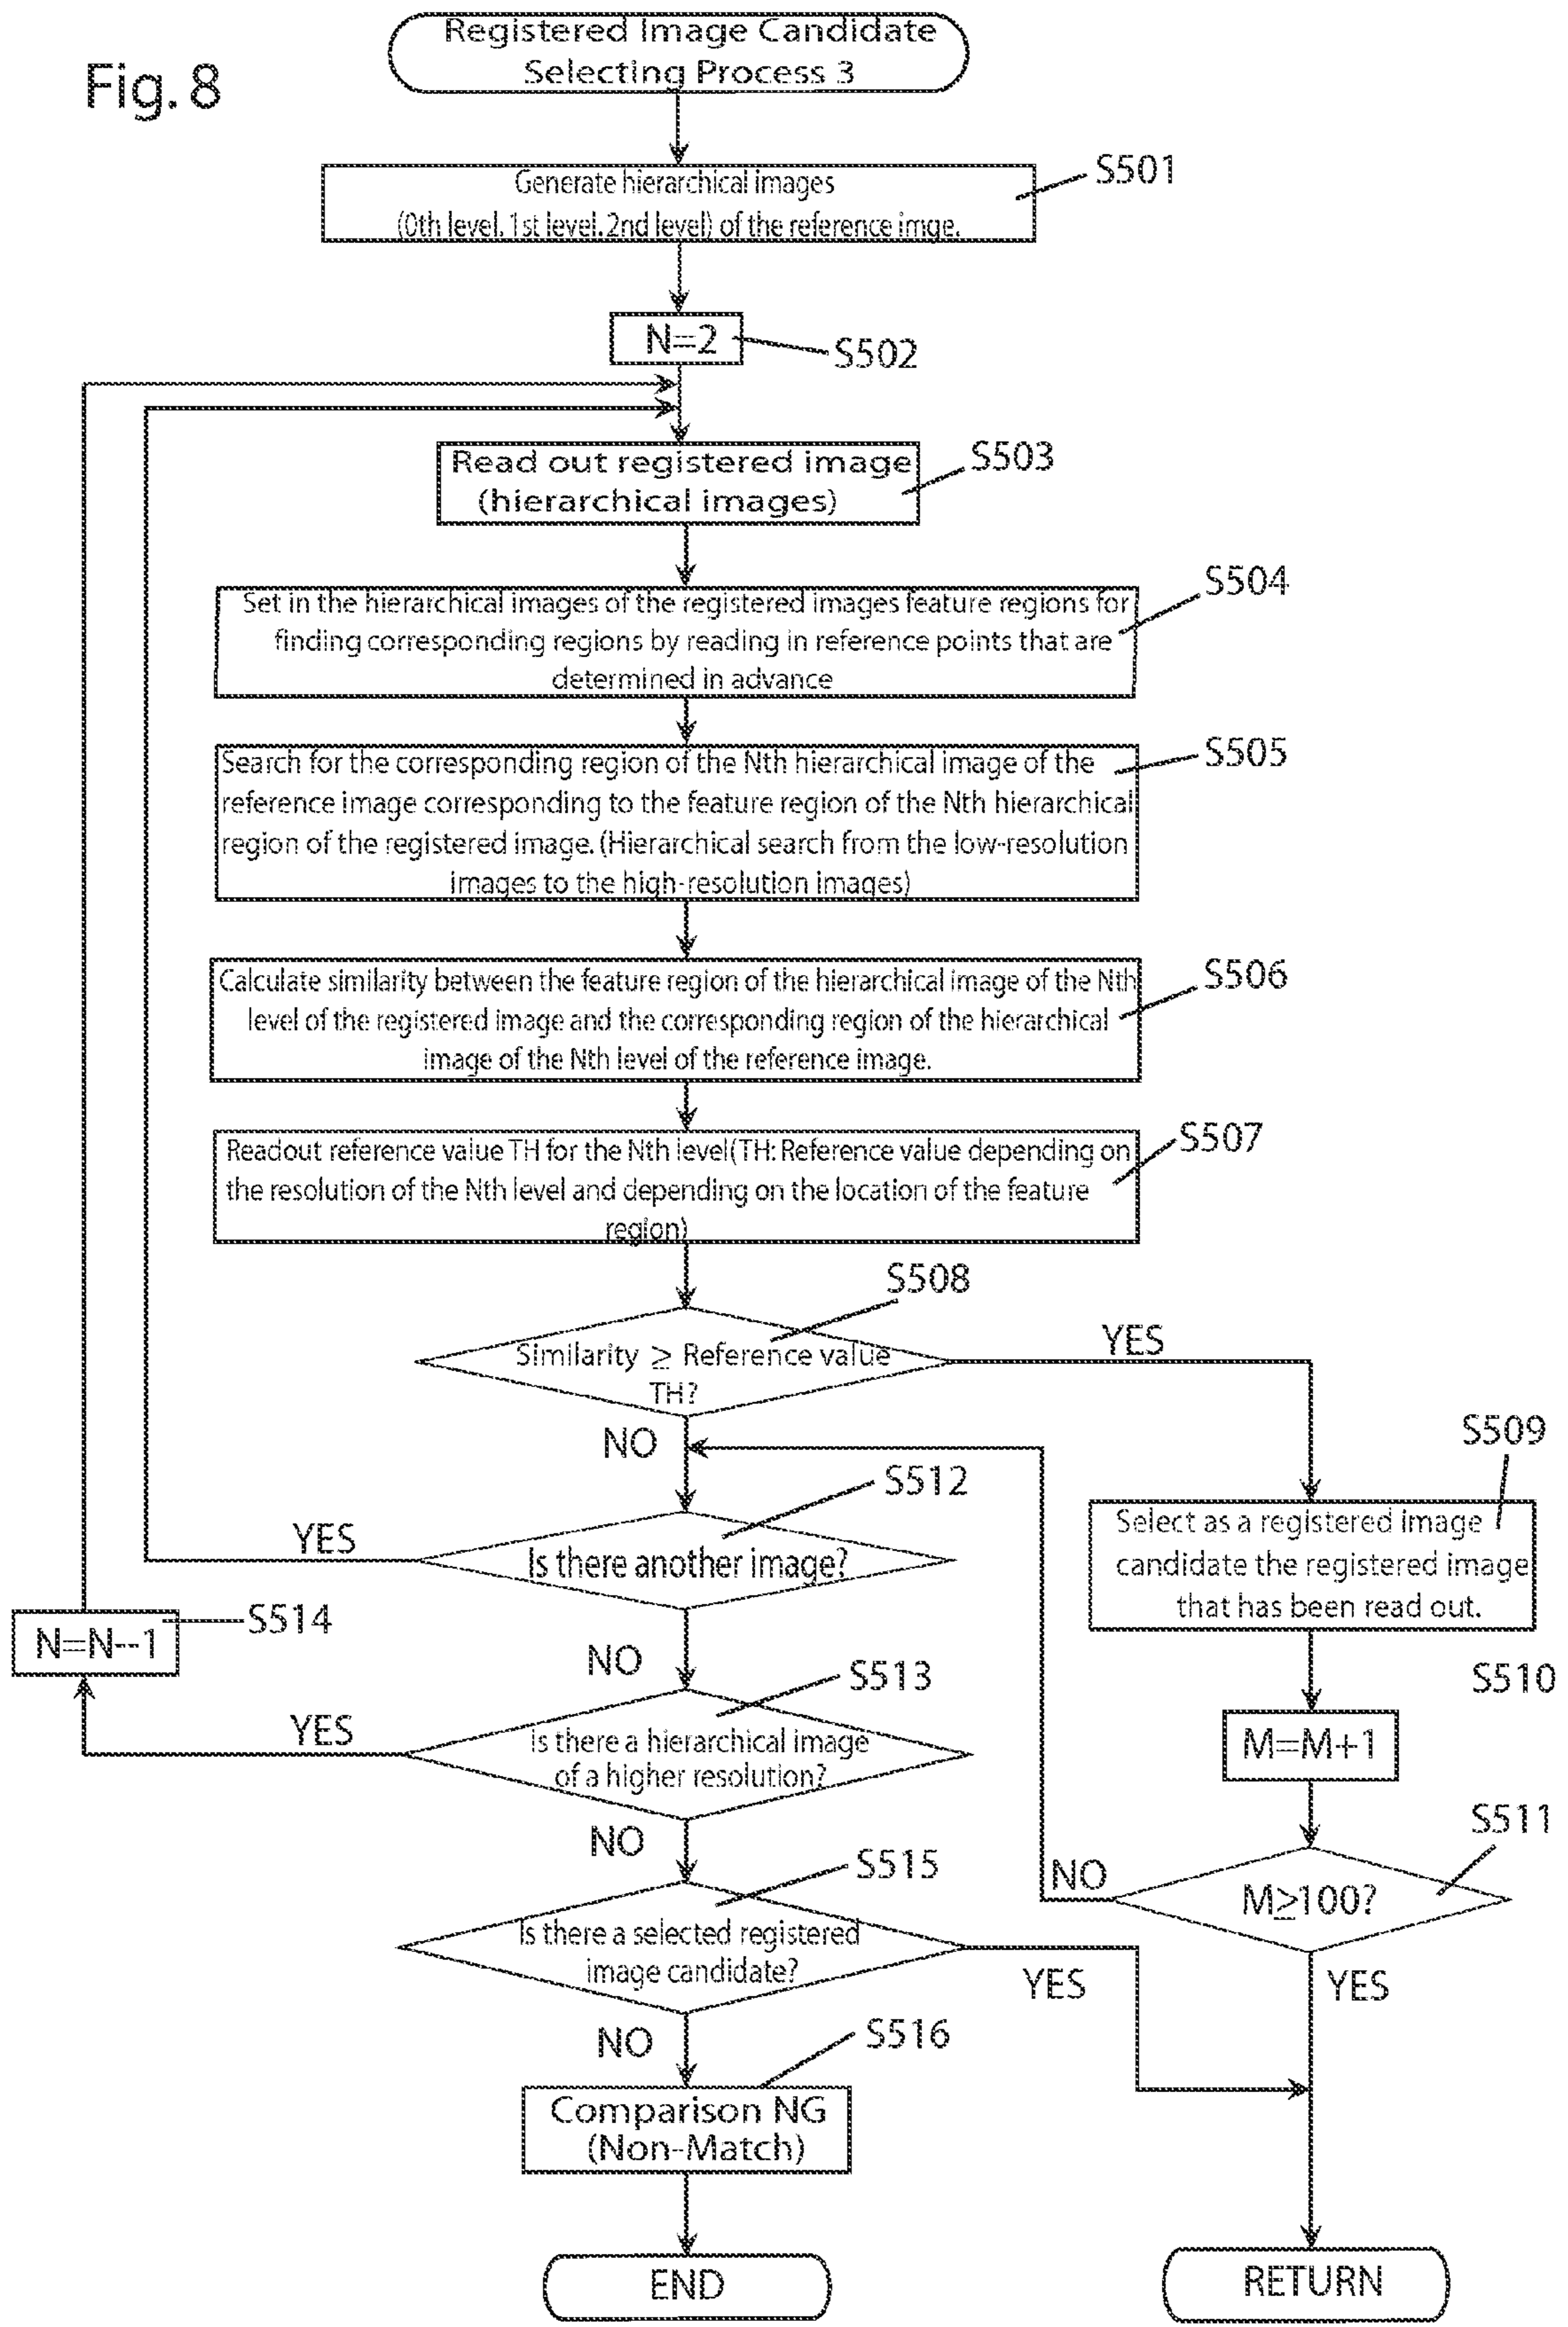 Fig. 8
Registered Image Candidate
Selecting Process 3
S501
Generate hierarchical images
(0th level. 1st level. 2nd level) of the reference imge.
N=2
S502
Read out registered image
(hierarchical images)
S503
S504
Set in the hierarchical images of the registered images feature regions for
finding corresponding regions by reading in reference points that are
determined in advance
S505
Search for the corresponding region of the Nth hierarchical image of the
reference image corresponding to the feature region of the Nth hierarchical
region of the registered image. (Hierarchical search from the low-resolution
images to the high-resolution images)
S506
Calculate similarity between the feature region of the hierarchical image of the Nth
level of the registered image and the corresponding region of the hierarchical
image of the Nth level of the reference image.
S507
Readout reference value TH for the Nth level(TH: Reference value depending on
the resolution of the Nth level and depending on the location of the feature
region)
S508
Similarity ≥ Reference value
TH?
YES
NO
S509
Select as a registered image
candidate the registered image
that has been read out.
S512
YES
Is there another image?
S514
N=N--1
NO
S510
M=M+1
S513
YES
Is there a hierarchical image
of a higher resolution?
S511
NO
M≥100?
NO
S515
Is there a selected registered
image candidate?
YES
YES
NO
S516
Comparison NG
(Non-Match)
END
RETURN